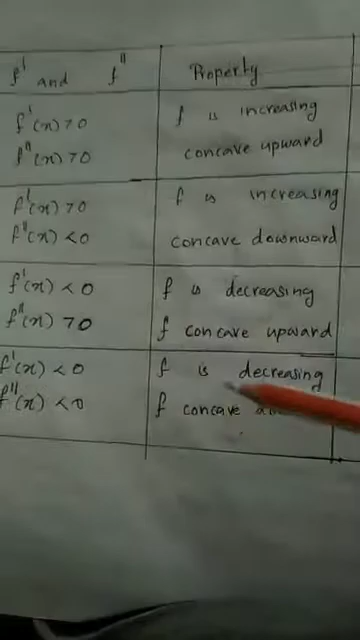 f' and f'' Property
f'(x) > 0 f is increasing
f''(x) > 0 concave upward
f'(x) > 0 f is increasing
f''(x) < 0 concave downward
f'(x) < 0 f is decreasing
f''(x) > 0 f concave upward
f'(x) < 0 f is decreasing
f''(x) < 0 f concave